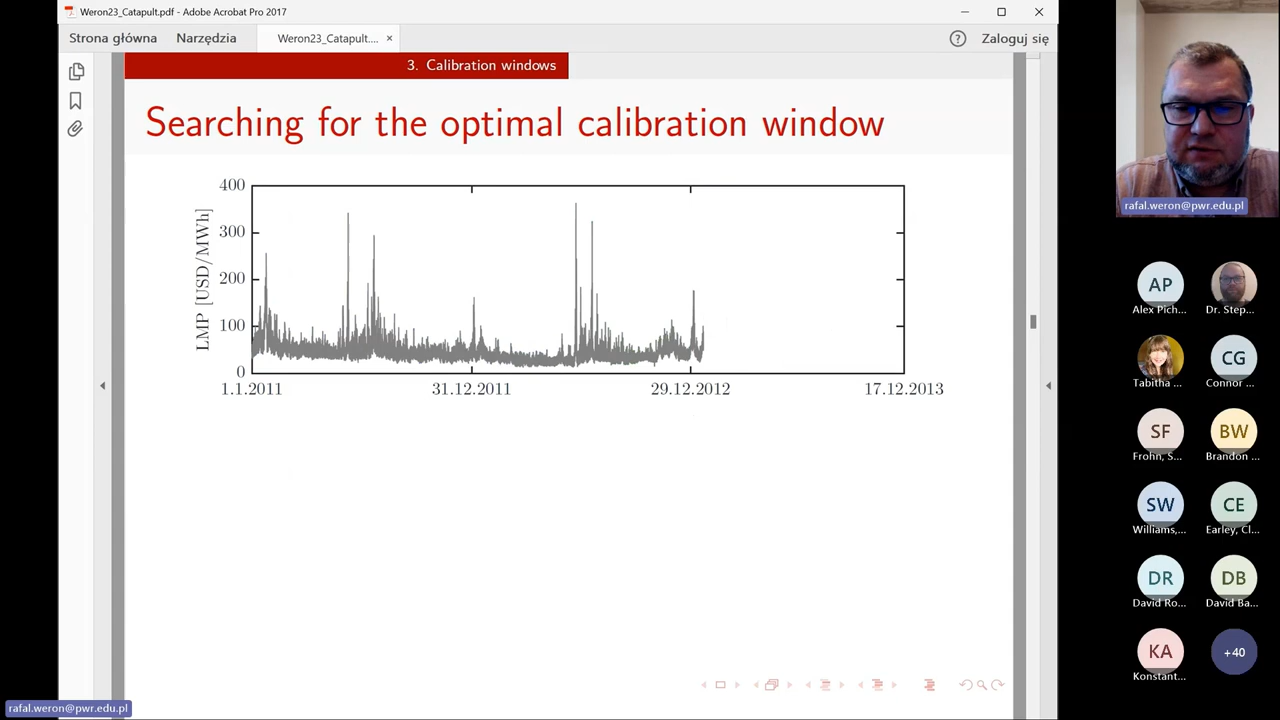 Weron23_Catapult.pdf - Adobe Acrobat Pro 2017
Strona główna
Narzędzia
Weron23_Catapult....
Zaloguj się
3. Calibration windows
Searching for the optimal calibration window
LMP [USD/MWh]
400
300
200
100
0
1.1.2011
31.12.2011
29.12.2012
17.12.2013
rafal.weron@pwr.edu.pl
rafal.weron@pwr.edu.pl
AP
Alex Pich...
Dr. Step...
Tabitha ...
CG
Connor ...
SF
Frohn, S...
BW
Brandon ...
SW
Williams,...
CE
Earley, Cl...
DR
David Ro...
DB
David Ba...
KA
Konstant...
+40